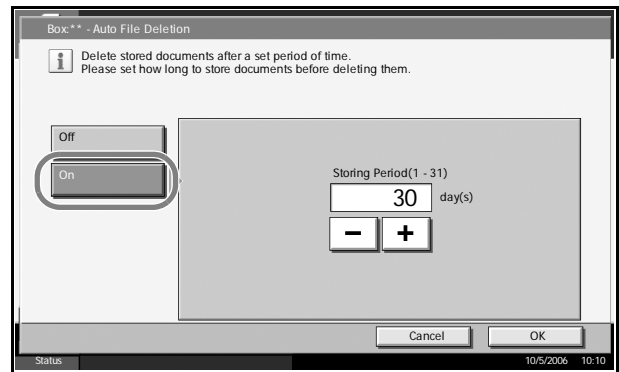 Box:** - Auto File Deletion
Delete stored documents after a set period of time.
Please set how long to store documents before deleting them.
Off
On
Storing Period(1 - 31)
30 day(s)
− +
Cancel OK
Status 10/5/2006 10:10